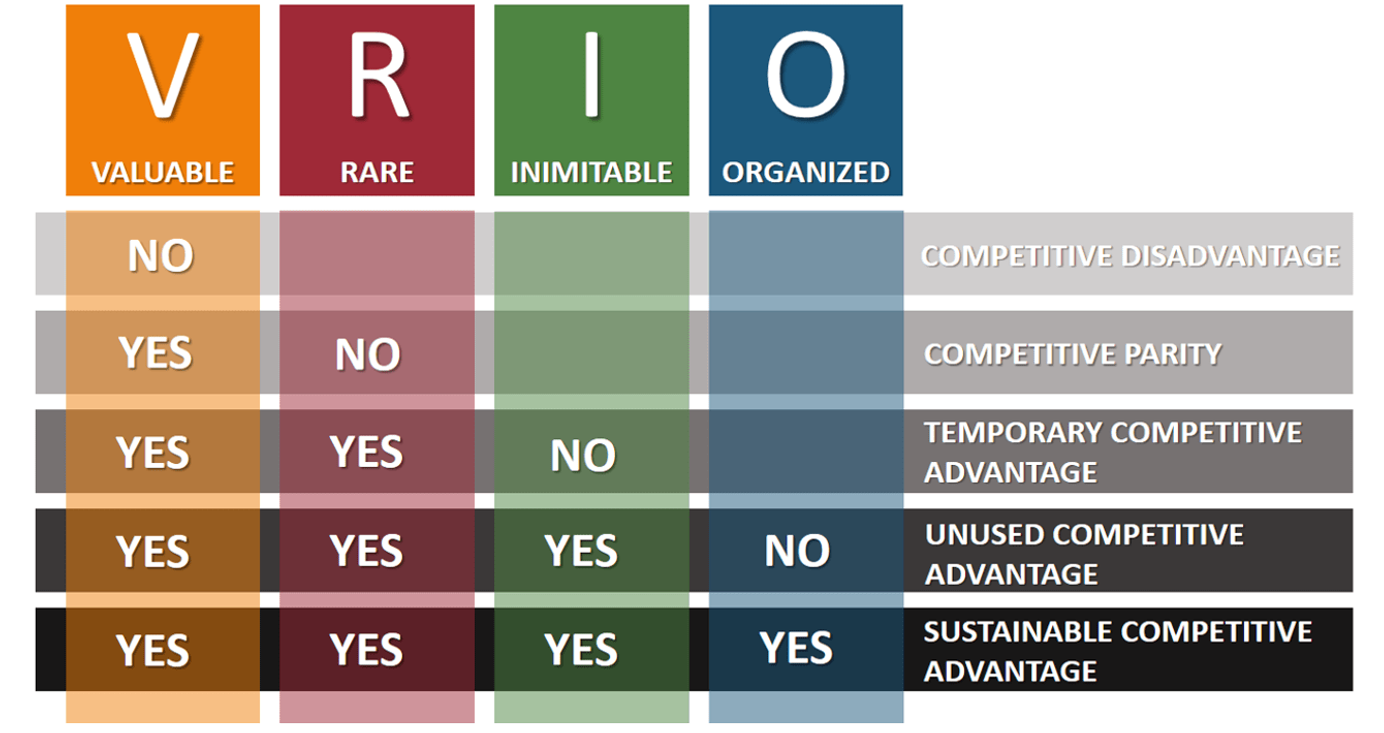 V R I O
VALUABLE RARE INIMITABLE ORGANIZED
NO COMPETITIVE DISADVANTAGE
YES NO COMPETITIVE PARITY
YES YES NO TEMPORARY COMPETITIVE
ADVANTAGE
YES YES YES NO UNUSED COMPETITIVE
ADVANTAGE
YES YES YES YES SUSTAINABLE COMPETITIVE
ADVANTAGE